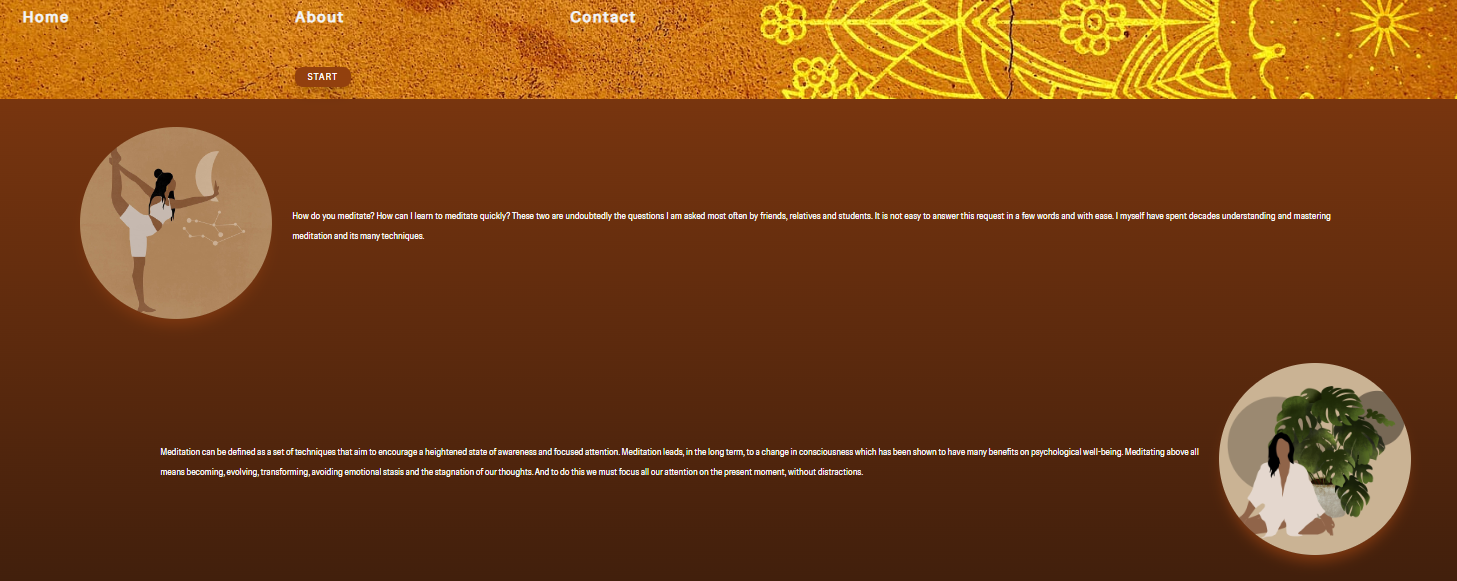 Home About Contact
START
How do you meditate? How can I learn to meditate quickly? These two are undoubtedly the questions I am asked most often by friends, relatives and students. It is not easy to answer this request in a few words and with ease. I myself have spent decades understanding and mastering
meditation and its many techniques.
Meditation can be defined as a set of techniques that aim to encourage a heightened state of awareness and focused attention. Meditation leads, in the long term, to a change in consciousness which has been shown to have many benefits on psychological well-being. Meditating above all
means becoming, evolving, transforming, avoiding emotional stasis and the stagnation of our thoughts. And to do this we must focus all our attention on the present moment, without distractions.